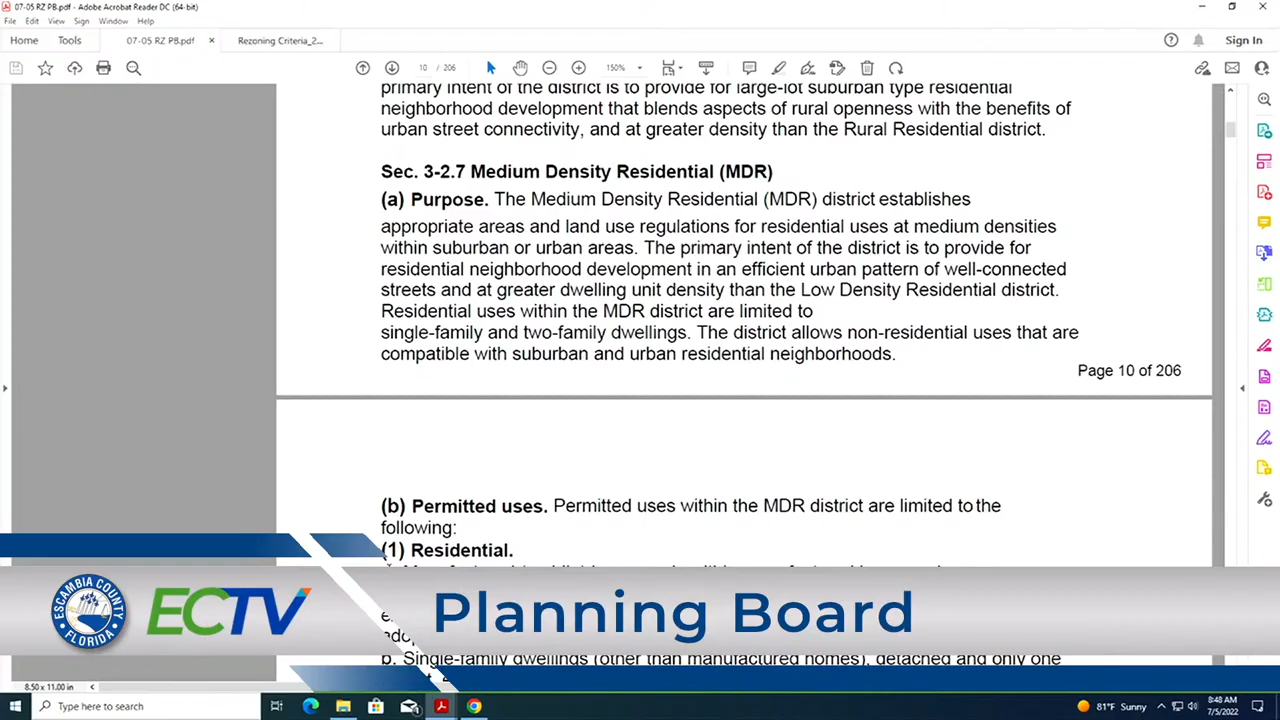 07-05 RZ PB.pdf - Adobe Acrobat Reader DC (64-bit)
File Edit View Sign Window Help
Home Tools 07-05 RZ PB.pdf × Rezoning Criteria_2... Sign In
10 / 206 150%
primary intent of the district is to provide for large-lot suburban type residential
neighborhood development that blends aspects of rural openness with the benefits of
urban street connectivity, and at greater density than the Rural Residential district.
Sec. 3-2.7 Medium Density Residential (MDR)
(a) Purpose. The Medium Density Residential (MDR) district establishes
appropriate areas and land use regulations for residential uses at medium densities
within suburban or urban areas. The primary intent of the district is to provide for
residential neighborhood development in an efficient urban pattern of well-connected
streets and at greater dwelling unit density than the Low Density Residential district.
Residential uses within the MDR district are limited to
single-family and two-family dwellings. The district allows non-residential uses that are
compatible with suburban and urban residential neighborhoods.
Page 10 of 206
(b) Permitted uses. Permitted uses within the MDR district are limited to the
following:
(1) Residential.
ESCAMBIA COUNTY
FLORIDA
ECTV
Planning Board
b. Single-family dwellings (other than manufactured homes), detached and only one
8.50 x 11.00 in
Type here to search
81°F Sunny
8:48 AM
7/5/2022